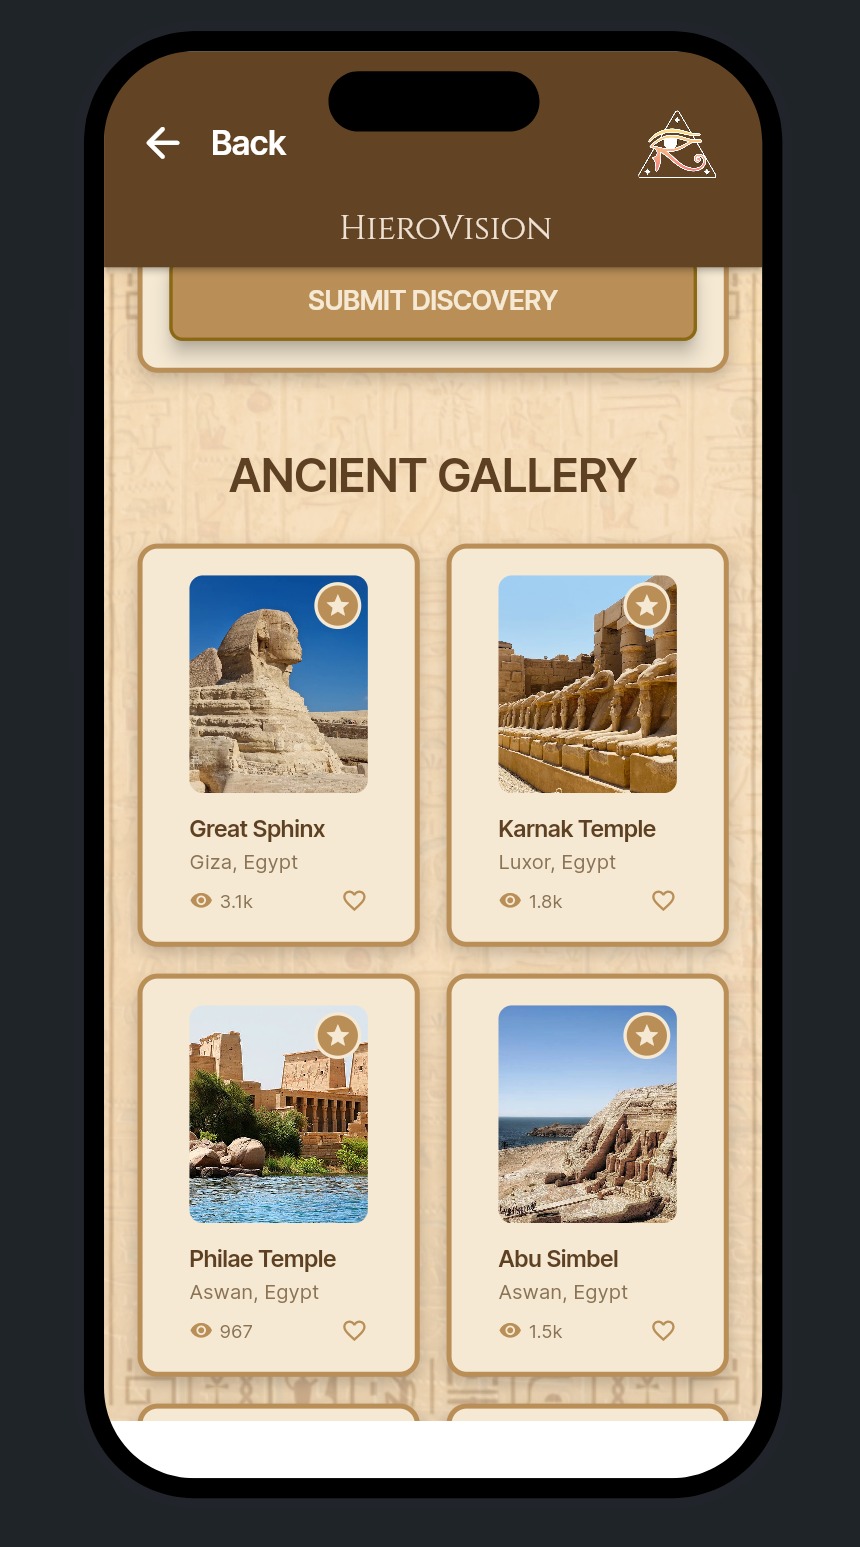 Back
HieroVision
SUBMIT DISCOVERY
ANCIENT GALLERY
Great Sphinx
Giza, Egypt
3.1k
Karnak Temple
Luxor, Egypt
1.8k
Philae Temple
Aswan, Egypt
967
Abu Simbel
Aswan, Egypt
1.5k